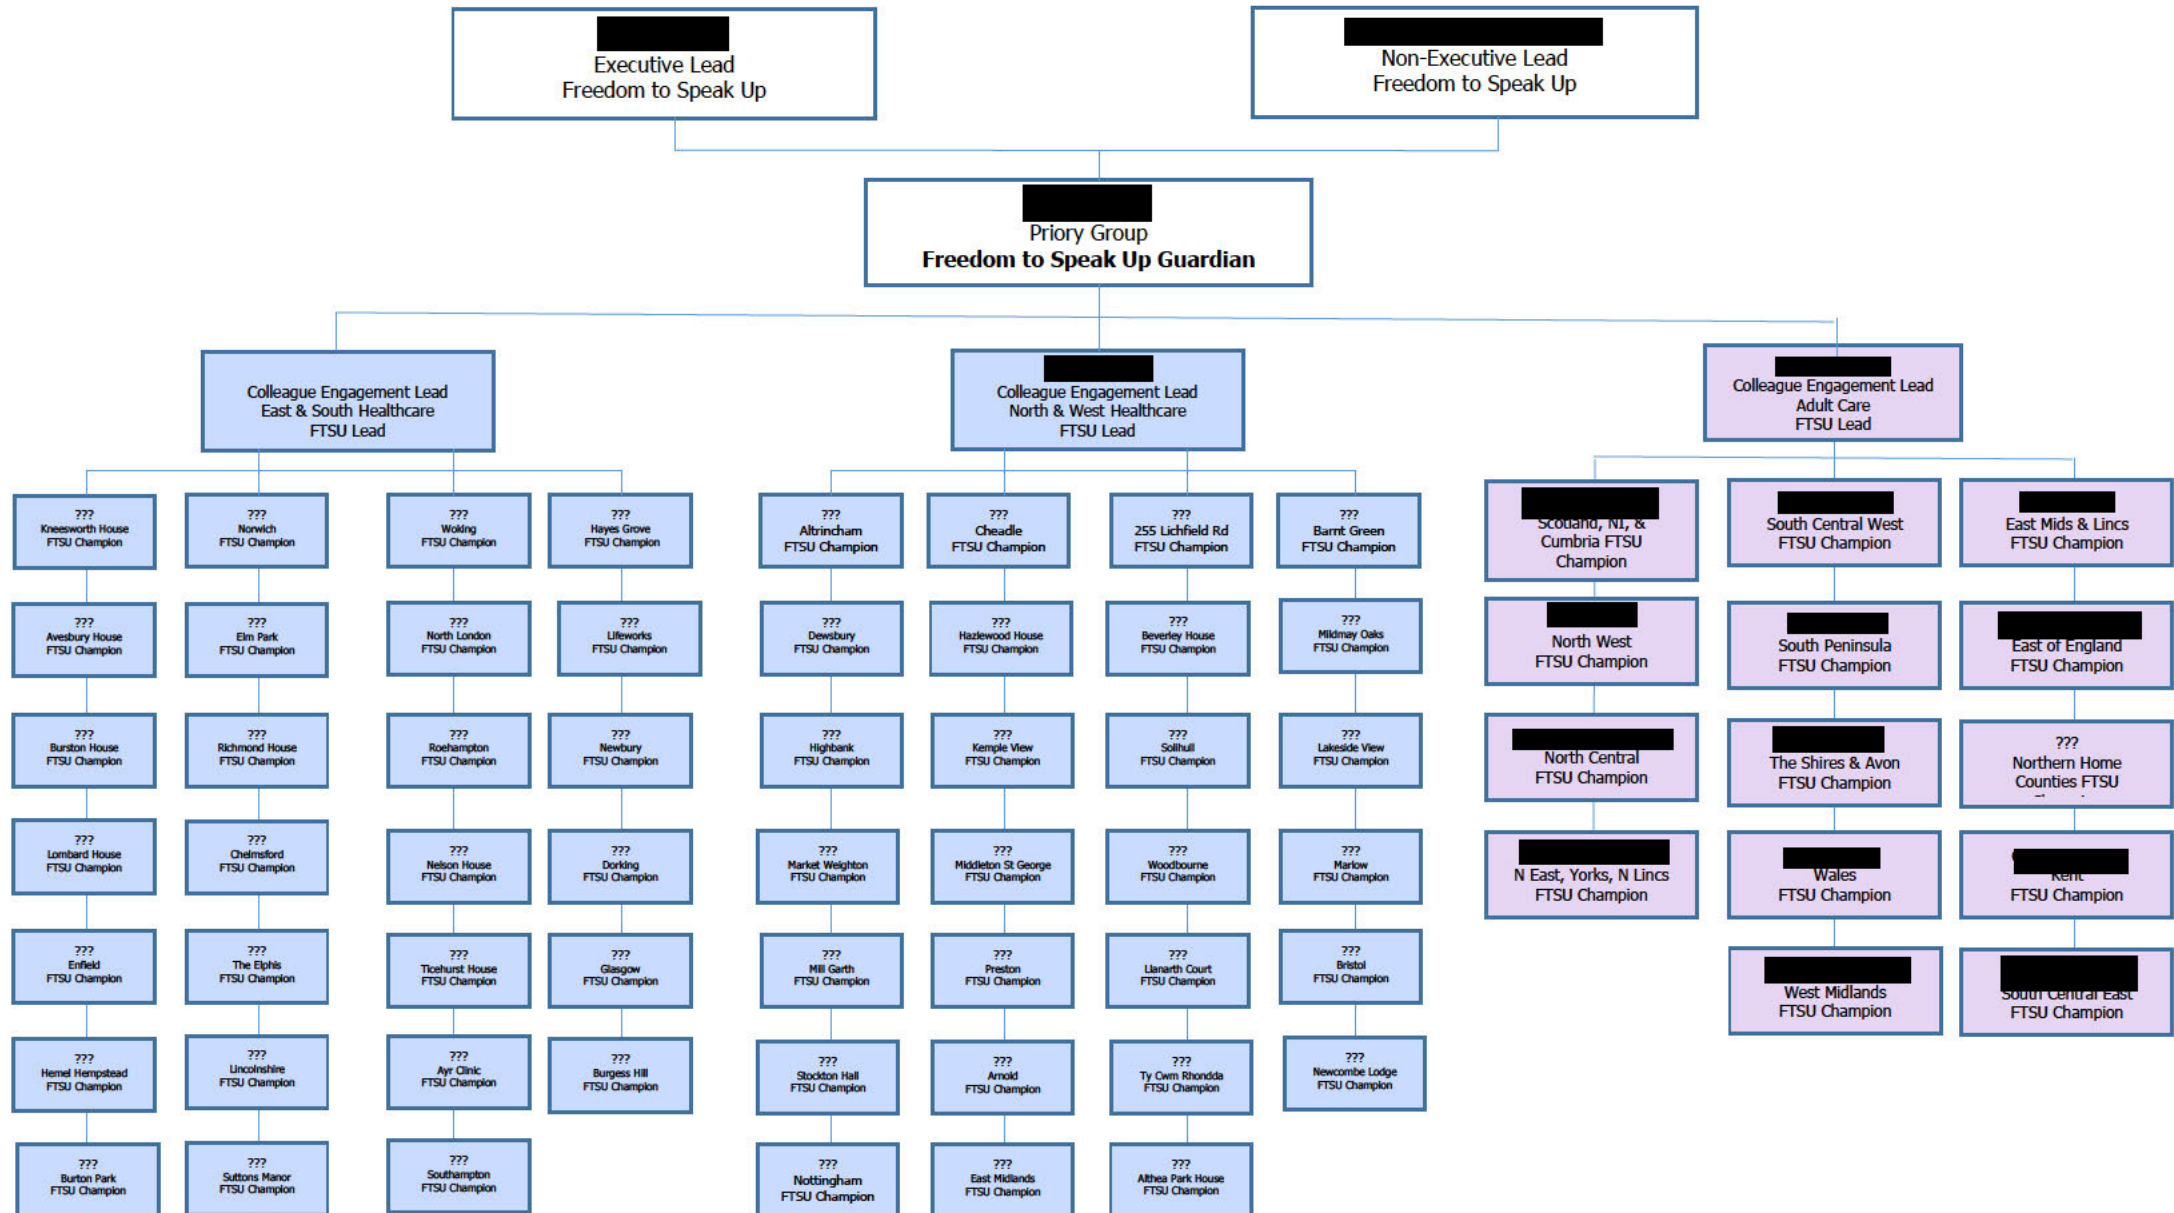 Executive Lead
Freedom to Speak Up
Non-Executive Lead
Freedom to Speak Up
Priory Group
Freedom to Speak Up Guardian
Colleague Engagement Lead
East & South Healthcare
FTSU Lead
Colleague Engagement Lead
North & West Healthcare
FTSU Lead
Colleague Engagement Lead
Adult Care
FTSU Lead
???
Kneesworth House
FTSU Champion
???
Norwich
FTSU Champion
???
Woking
FTSU Champion
???
Hayes Grove
FTSU Champion
???
Altrincham
FTSU Champion
???
Cheadle
FTSU Champion
???
255 Lichfield Rd
FTSU Champion
???
Barnt Green
FTSU Champion
Scotland, NI, &
Cumbria FTSU
Champion
South Central West
FTSU Champion
East Mids & Lincs
FTSU Champion
???
Avesbury House
FTSU Champion
???
Elm Park
FTSU Champion
???
North London
FTSU Champion
???
Lifeworks
FTSU Champion
???
Dewsbury
FTSU Champion
???
Hazlewood House
FTSU Champion
???
Beverley House
FTSU Champion
???
Mildmay Oaks
FTSU Champion
North West
FTSU Champion
South Peninsula
FTSU Champion
East of England
FTSU Champion
???
Burston House
FTSU Champion
???
Richmond House
FTSU Champion
???
Roehampton
FTSU Champion
???
Newbury
FTSU Champion
???
Highbank
FTSU Champion
???
Kemple View
FTSU Champion
???
Solihull
FTSU Champion
???
Lakeside View
FTSU Champion
North Central
FTSU Champion
The Shires & Avon
FTSU Champion
???
Northern Home
Counties FTSU
???
Lombard House
FTSU Champion
???
Chelmsford
FTSU Champion
???
Nelson House
FTSU Champion
???
Dorking
FTSU Champion
???
Market Weighton
FTSU Champion
???
Middleton St George
FTSU Champion
???
Woodbourne
FTSU Champion
???
Marlow
FTSU Champion
N East, Yorks, N Lincs
FTSU Champion
Wales
FTSU Champion
Kent
FTSU Champion
???
Enfield
FTSU Champion
???
The Elphis
FTSU Champion
???
Ticehurst House
FTSU Champion
???
Glasgow
FTSU Champion
???
Mill Garth
FTSU Champion
???
Preston
FTSU Champion
???
Llanarth Court
FTSU Champion
???
Bristol
FTSU Champion
West Midlands
FTSU Champion
South Central East
FTSU Champion
???
Hemel Hempstead
FTSU Champion
???
Lincolnshire
FTSU Champion
???
Ayr Clinic
FTSU Champion
???
Burgess Hill
FTSU Champion
???
Stockton Hall
FTSU Champion
???
Arnold
FTSU Champion
???
Ty Cwm Rhondda
FTSU Champion
???
Newcombe Lodge
FTSU Champion
???
Burton Park
FTSU Champion
???
Suttons Manor
FTSU Champion
???
Southampton
FTSU Champion
???
Nottingham
FTSU Champion
???
East Midlands
FTSU Champion
???
Althea Park House
FTSU Champion